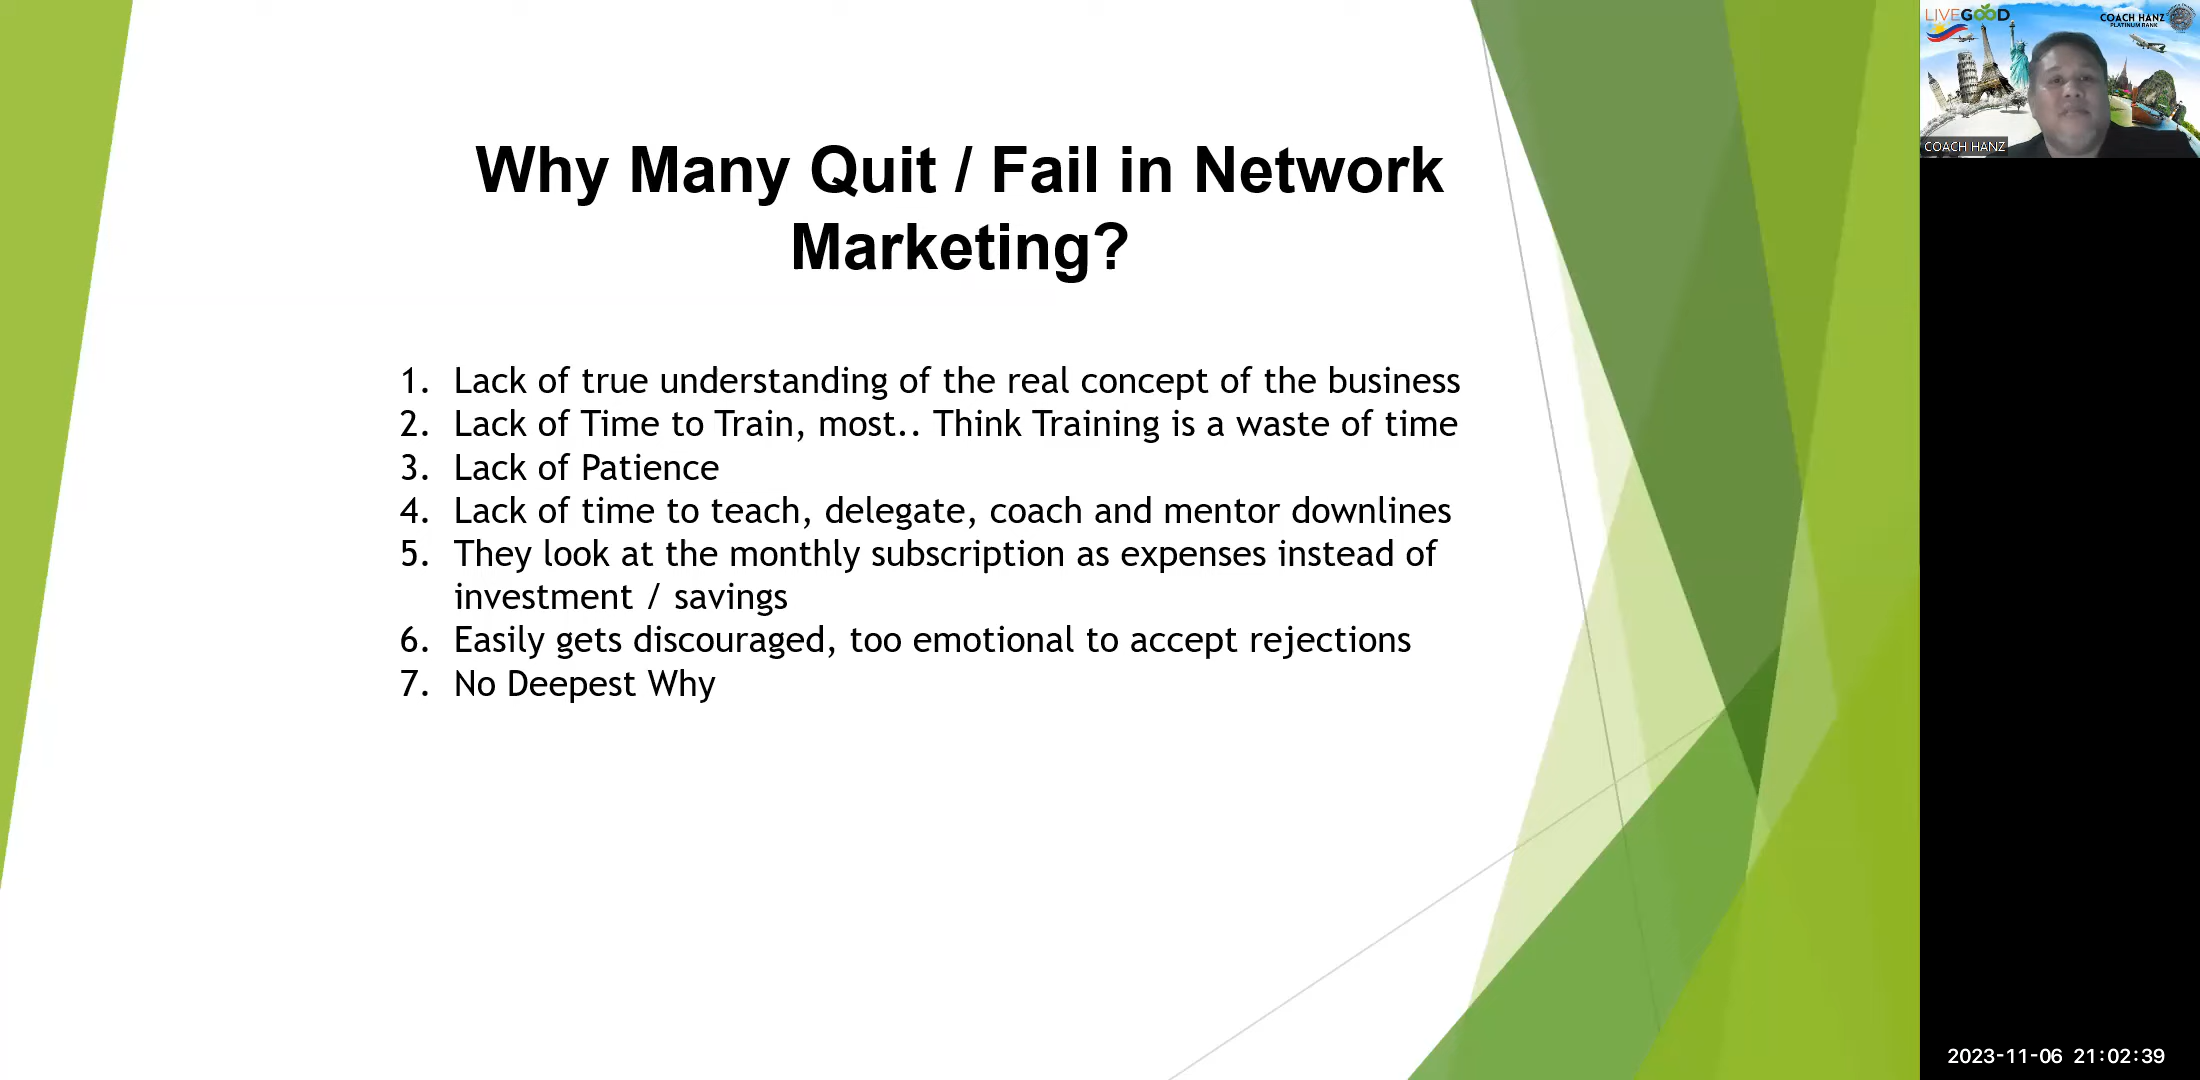 Why Many Quit / Fail in Network
Marketing?
1. Lack of true understanding of the real concept of the business
2. Lack of Time to Train, most.. Think Training is a waste of time
3. Lack of Patience
4. Lack of time to teach, delegate, coach and mentor downlines
5. They look at the monthly subscription as expenses instead of
investment / savings
6. Easily gets discouraged, too emotional to accept rejections
7. No Deepest Why
LIVEGOOD
COACH HANZ
PLATINUM RANK
COACH HANZ
2023-11-06 21:02:39